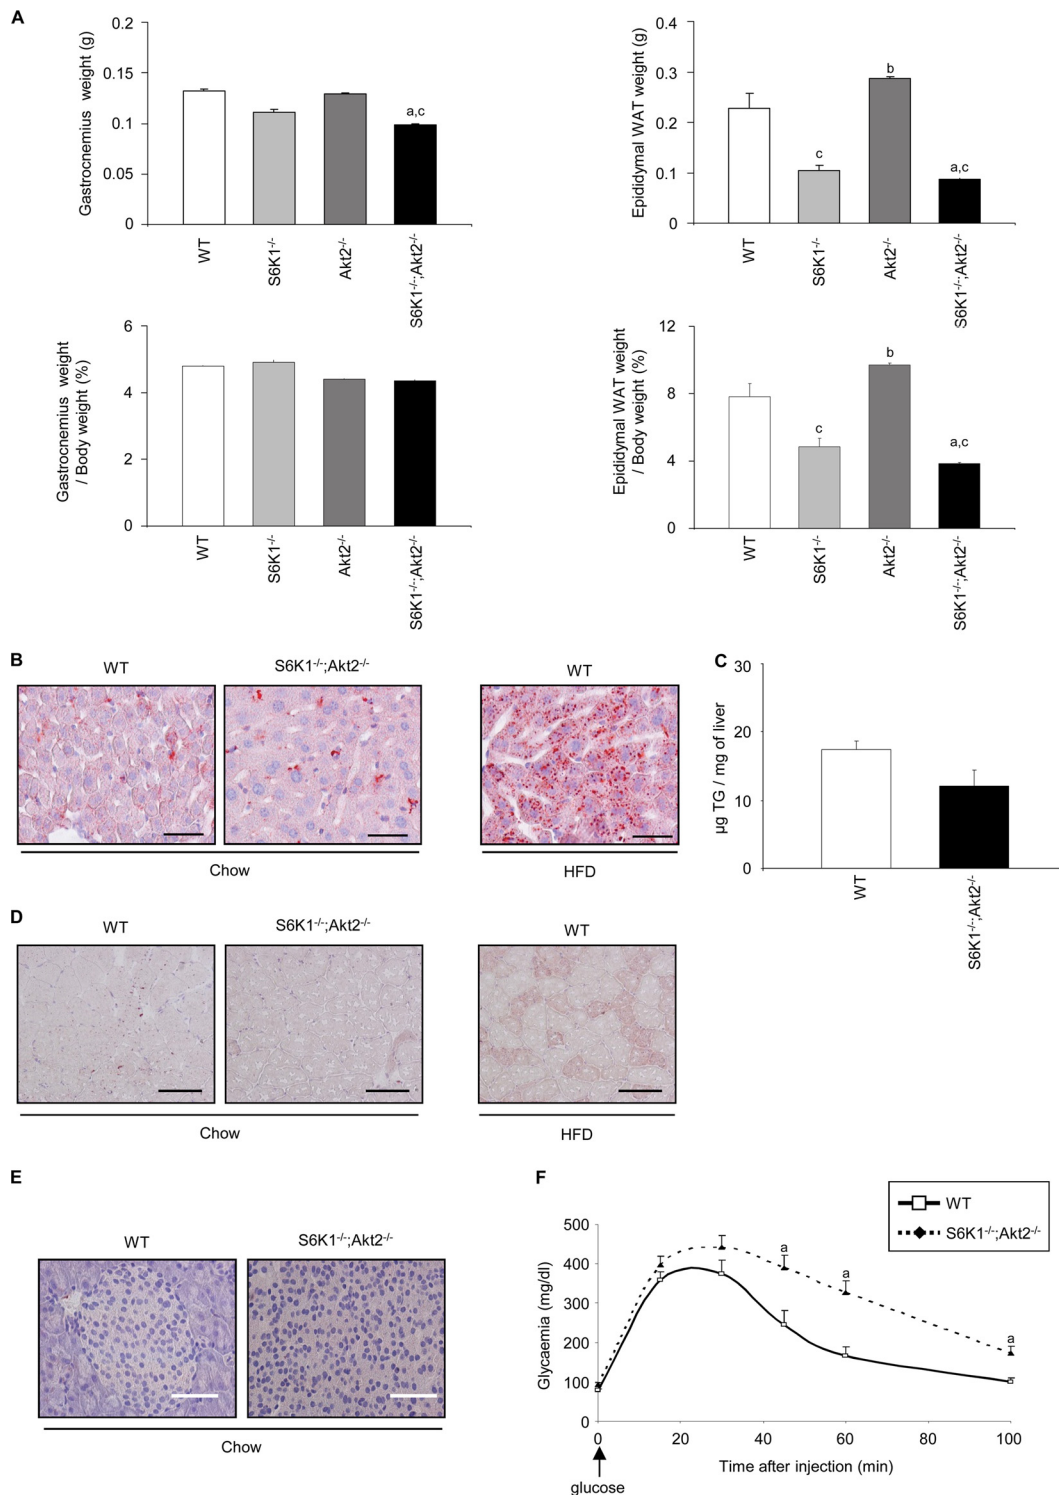 A
Gastrocnemius weight (g)
0.2
0.15
0.1
0.05
0
a,c
WT
S6K1-/-
Akt2-/-
S6K1-/-;Akt2-/-
Epididymal WAT weight (g)
0.4
0.3
0.2
0.1
0
c
b
a,c
WT
S6K1-/-
Akt2-/-
S6K1-/-;Akt2-/-
Gastrocnemius weight
/ Body weight (%)
6
4
2
0
WT
S6K1-/-
Akt2-/-
S6K1-/-;Akt2-/-
Epididymal WAT weight
/ Body weight (%)
12
8
4
0
c
b
a,c
WT
S6K1-/-
Akt2-/-
S6K1-/-;Akt2-/-
B
WT
S6K1-/-;Akt2-/-
WT
Chow
HFD
C
µg TG / mg of liver
30
20
10
0
WT
S6K1-/-;Akt2-/-
D
WT
S6K1-/-;Akt2-/-
WT
Chow
HFD
E
WT
S6K1-/-;Akt2-/-
Chow
F
WT
S6K1-/-;Akt2-/-
Glycaemia (mg/dl)
500
400
300
200
100
0
a
a
a
0
20
40
60
80
100
Time after injection (min)
glucose